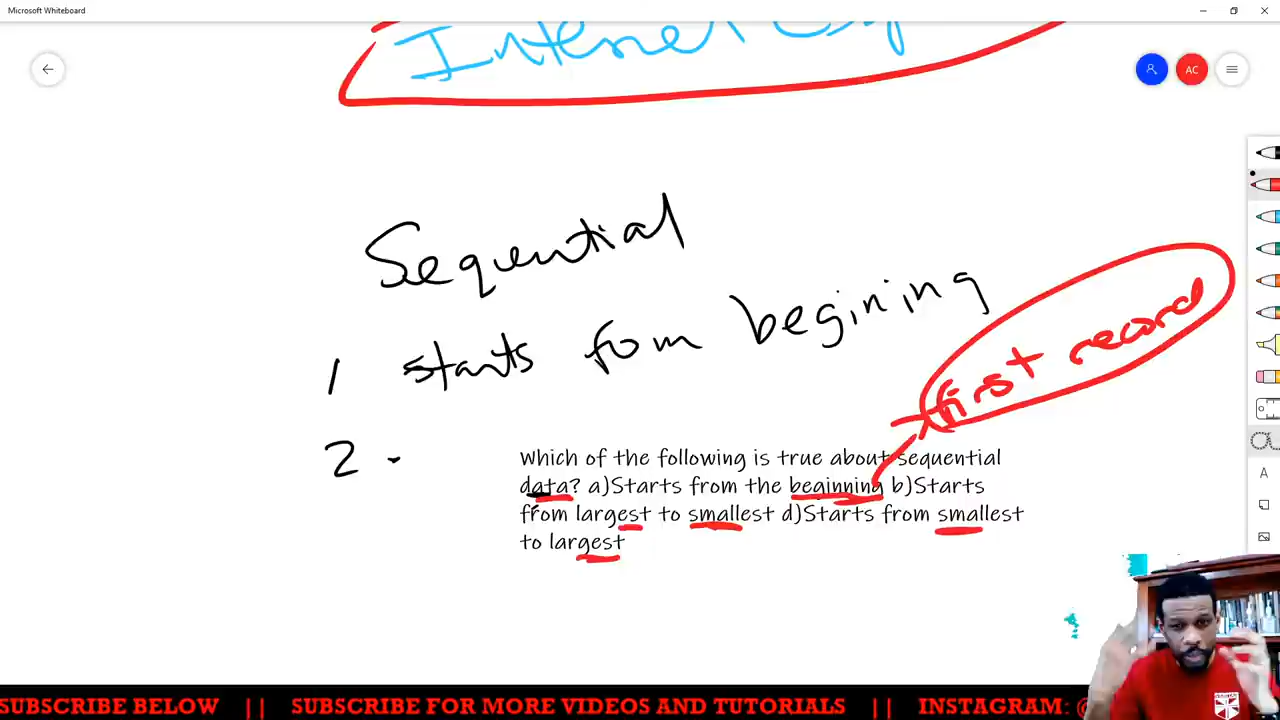 Microsoft Whiteboard
AC
Sequential
1 starts fom begining
first record
2 -
Which of the following is true about sequential
data? a)Starts from the beginning b)Starts
from largest to smallest d)Starts from smallest
to largest
SUBSCRIBE BELOW || SUBSCRIBE FOR MORE VIDEOS AND TUTORIALS || INSTAGRAM: @